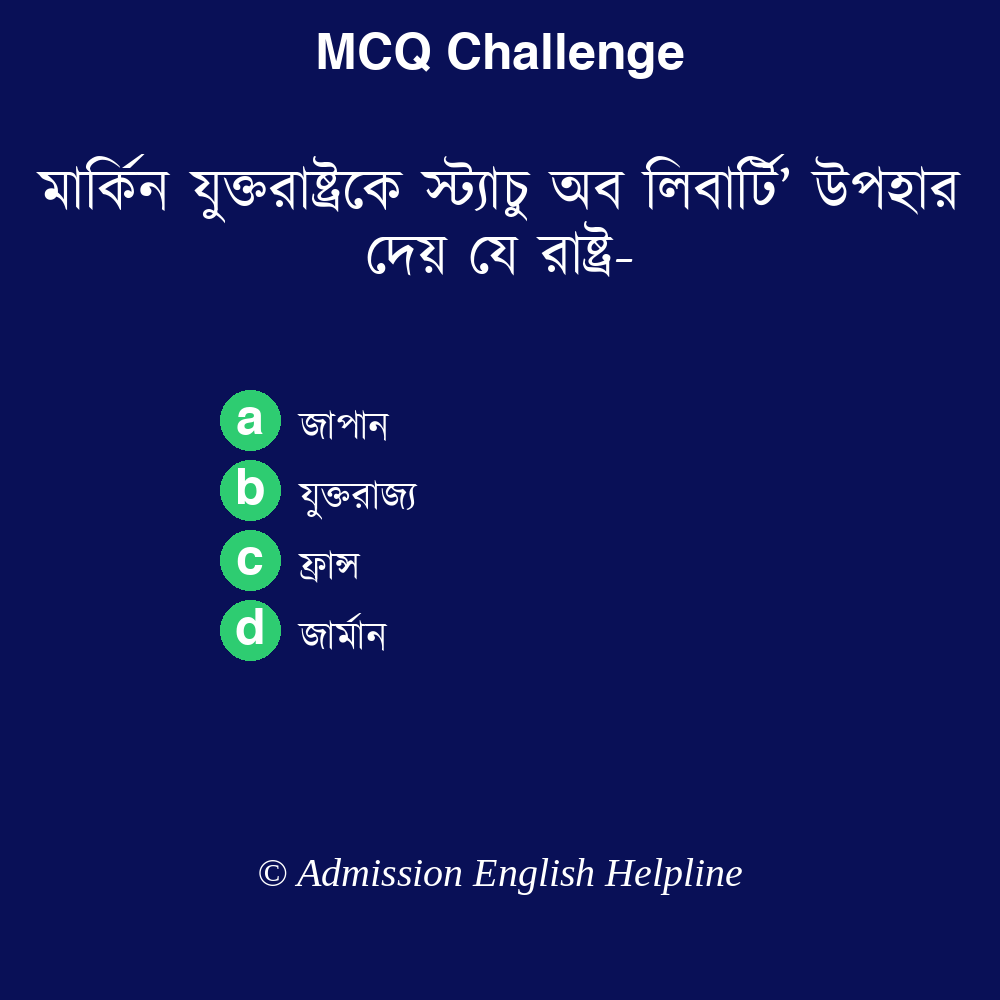 MCQ Challenge
মার্কিন যুক্তরাষ্ট্রকে স্ট্যাচু অব লিবার্টি’ উপহার
দেয় যে রাষ্ট্র-
a জাপান
b যুক্তরাজ্য
c ফ্রান্স
d জার্মান
© Admission English Helpline